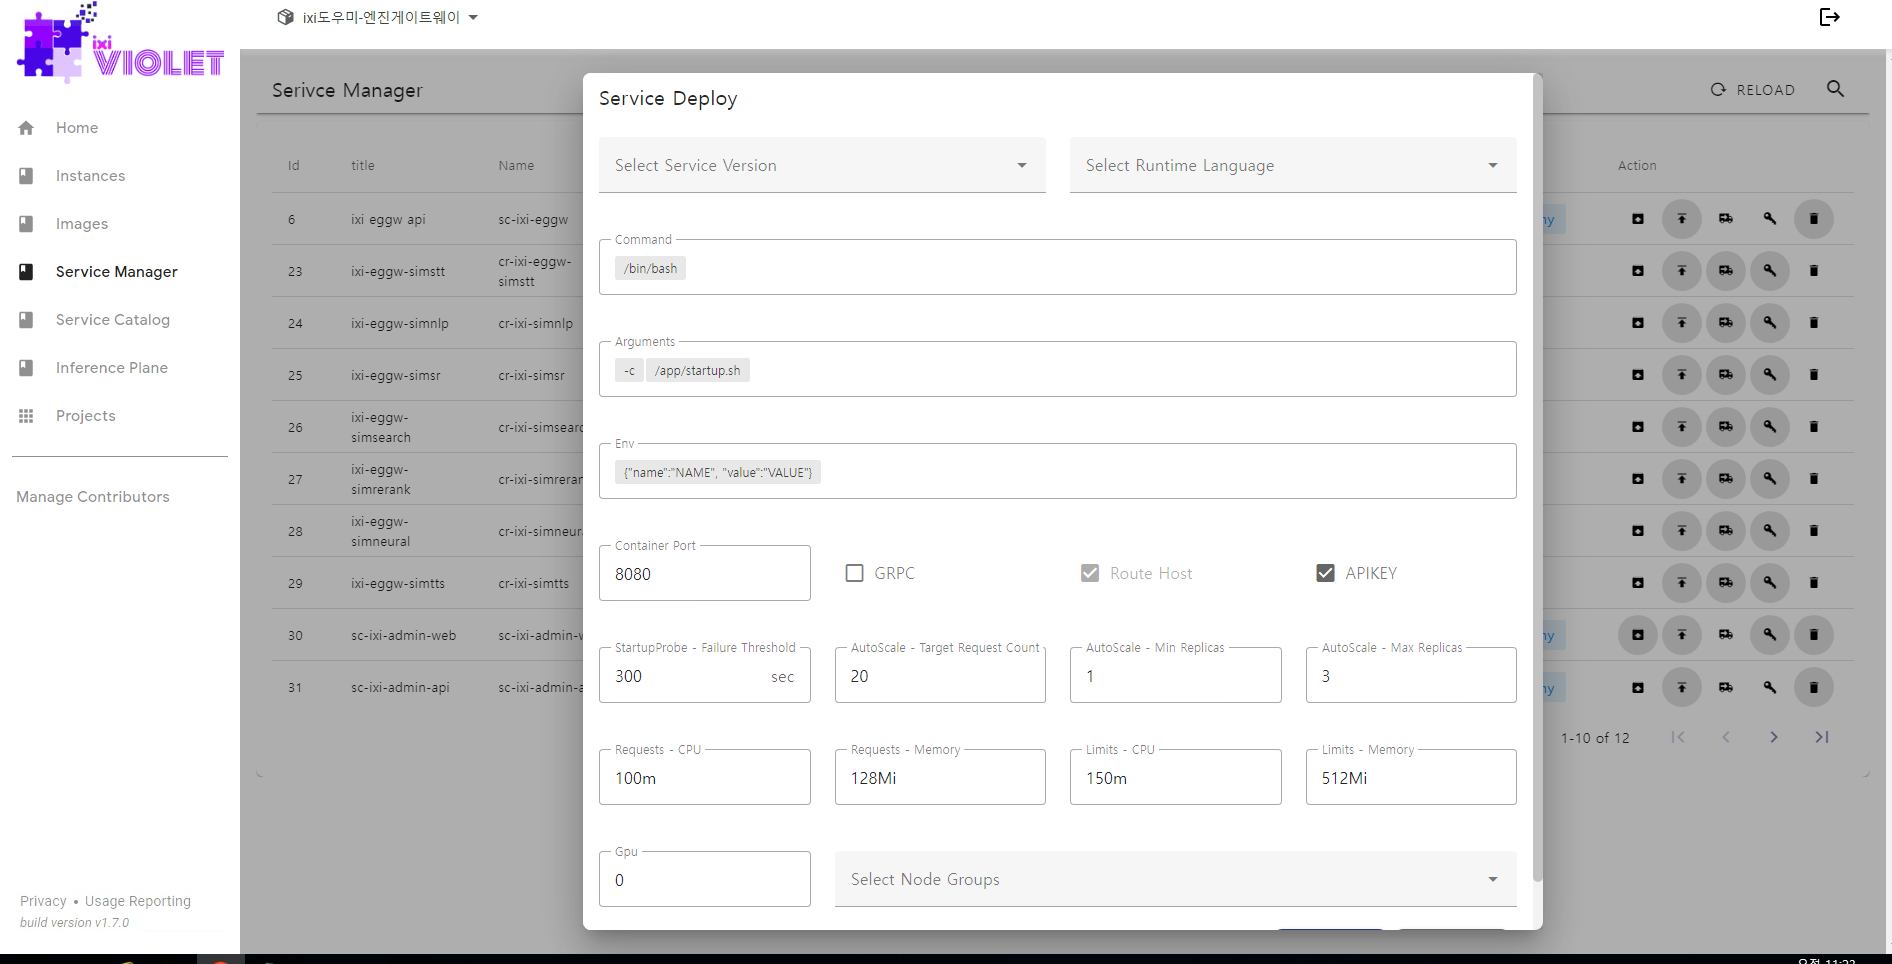 ixi
VIOLET
ixi도우미-엔진게이트웨이
Home
Instances
Images
Service Manager
Service Catalog
Inference Plane
Projects
Manage Contributors
Privacy • Usage Reporting
build version v1.7.0
Serivce Manager
RELOAD
Id title Name Action
6 ixi eggw api sc-ixi-eggw
23 ixi-eggw-simstt cr-ixi-eggw-
simstt
24 ixi-eggw-simnlp cr-ixi-simnlp
25 ixi-eggw-simsr cr-ixi-simsr
26 ixi-eggw-
simsearch cr-ixi-simsearc
27 ixi-eggw-
simrerank cr-ixi-simreran
28 ixi-eggw-
simneural cr-ixi-simneur
29 ixi-eggw-simtts cr-ixi-simtts
30 sc-ixi-admin-web sc-ixi-admin-w
31 sc-ixi-admin-api sc-ixi-admin-a
1-10 of 12
Service Deploy
Select Service Version
Select Runtime Language
Command
/bin/bash
Arguments
-c /app/startup.sh
Env
{"name":"NAME", "value":"VALUE"}
Container Port
8080
GRPC
Route Host
APIKEY
StartupProbe - Failure Threshold
300 sec
AutoScale - Target Request Count
20
AutoScale - Min Replicas
1
AutoScale - Max Replicas
3
Requests - CPU
100m
Requests - Memory
128Mi
Limits - CPU
150m
Limits - Memory
512Mi
Gpu
0
Select Node Groups